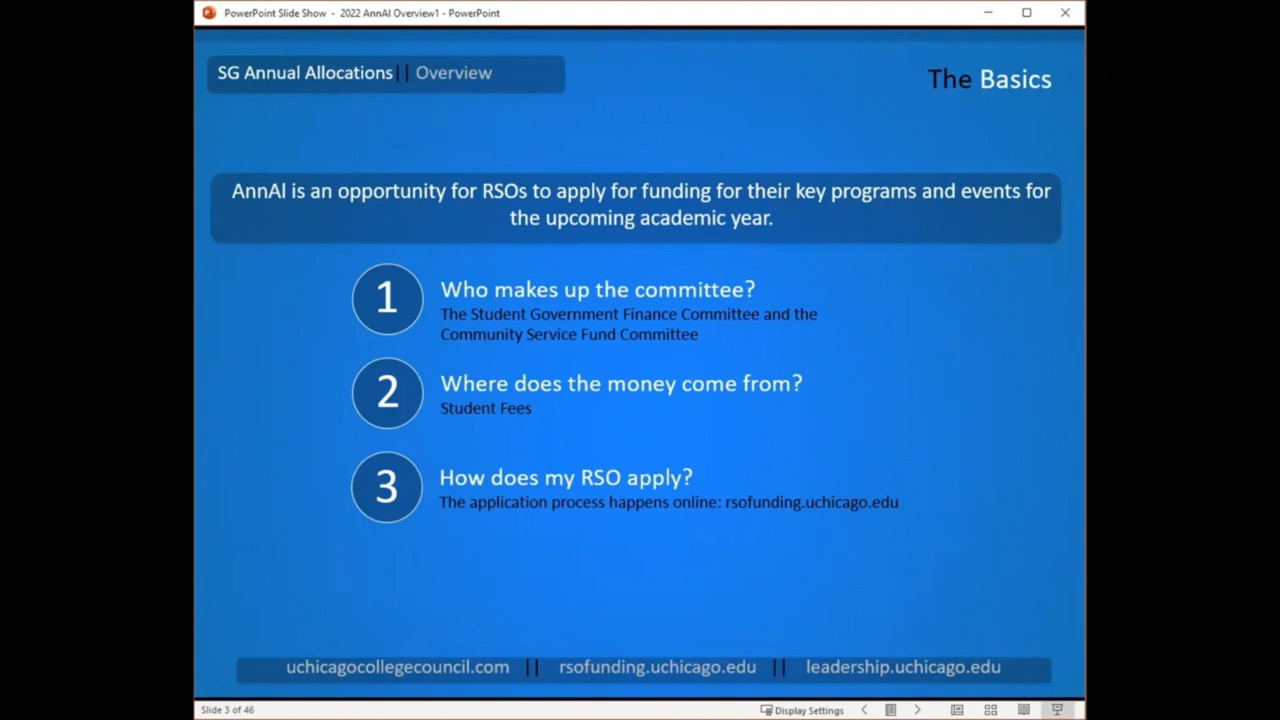 PowerPoint Slide Show - 2022 AnnAl Overview1 - PowerPoint
SG Annual Allocations || Overview
The Basics
AnnAl is an opportunity for RSOs to apply for funding for their key programs and events for
the upcoming academic year.
1
Who makes up the committee?
The Student Government Finance Committee and the
Community Service Fund Committee
2
Where does the money come from?
Student Fees
3
How does my RSO apply?
The application process happens online: rsofunding.uchicago.edu
uchicagocollegecouncil.com || rsofunding.uchicago.edu || leadership.uchicago.edu
Slide 3 of 46
Display Settings